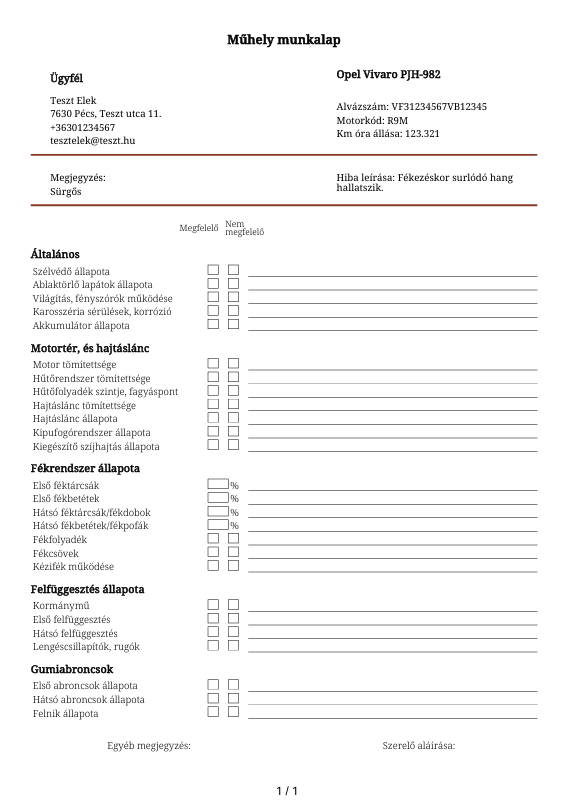 Műhely munkalap
Ügyfél
Teszt Elek
7630 Pécs, Teszt utca 11.
+36301234567
tesztelek@teszt.hu
Opel Vivaro PJH-982
Alvázszám: VF31234567VB12345
Motorkód: R9M
Km óra állása: 123.321
Megjegyzés:
Sürgős
Hiba leírása: Fékezéskor surlódó hang
hallatszik.
Megfelelő
Nem
megfelelő
Általános
Szélvédő állapota
Ablaktörlő lapátok állapota
Világítás, fényszórók működése
Karosszéria sérülések, korrózió
Akkumulátor állapota
Motortér, és hajtáslánc
Motor tömítettsége
Hűtőrendszer tömítettsége
Hűtőfolyadék szintje, fagyáspont
Hajtáslánc tömítettsége
Hajtáslánc állapota
Kipufogórendszer állapota
Kiegészítő szíjhajtás állapota
Fékrendszer állapota
Első féktárcsák %
Első fékbetétek %
Hátsó féktárcsák/fékdobok %
Hátsó fékbetétek/fékpofák %
Fékfolyadék
Fékcsövek
Kézifék működése
Felfüggesztés állapota
Kormánymű
Első felfüggesztés
Hátsó felfüggesztés
Lengéscsillapítók, rugók
Gumiabroncsok
Első abroncsok állapota
Hátsó abroncsok állapota
Felnik állapota
Egyéb megjegyzés:
Szerelő aláírása:
1 / 1